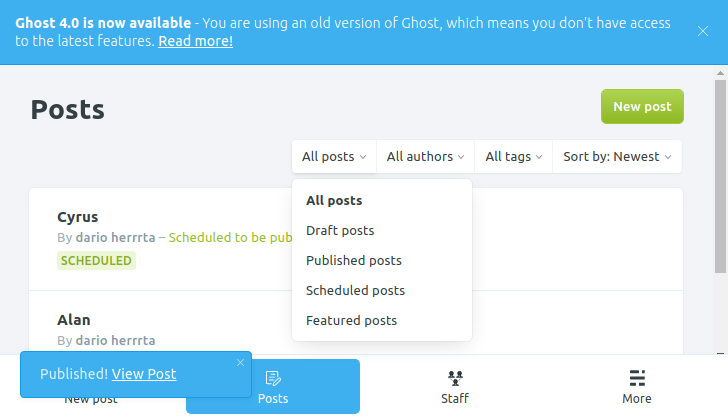 Ghost 4.0 is now available - You are using an old version of Ghost, which means you don't have access
to the latest features. Read more!
Posts
New post
All posts
All authors
All tags
Sort by: Newest
All posts
Draft posts
Published posts
Scheduled posts
Featured posts
Cyrus
By dario herrrta – Scheduled to be pub
SCHEDULED
Alan
By dario herrrta
Published! View Post
New post
Posts
Staff
More